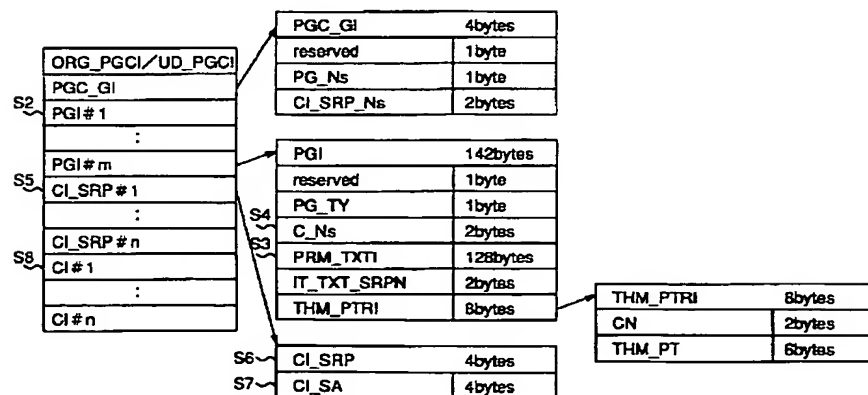 ORG_PGCI/UD_PGCI
PGC_GI
S2 PGI#1
:
PGI#m
S5 CI_SRP#1
:
CI_SRP#n
S8 CI#1
:
CI#n
PGC_GI 4bytes
reserved 1byte
PG_Ns 1byte
CI_SRP_Ns 2bytes
PGI 142bytes
reserved 1byte
PG_TY 1byte
S4 C_Ns 2bytes
S3 PRM_TXTI 128bytes
IT_TXT_SRPN 2bytes
THM_PTRI 8bytes
THM_PTRI 8bytes
CN 2bytes
THM_PT 6bytes
S6 CI_SRP 4bytes
S7 CI_SA 4bytes